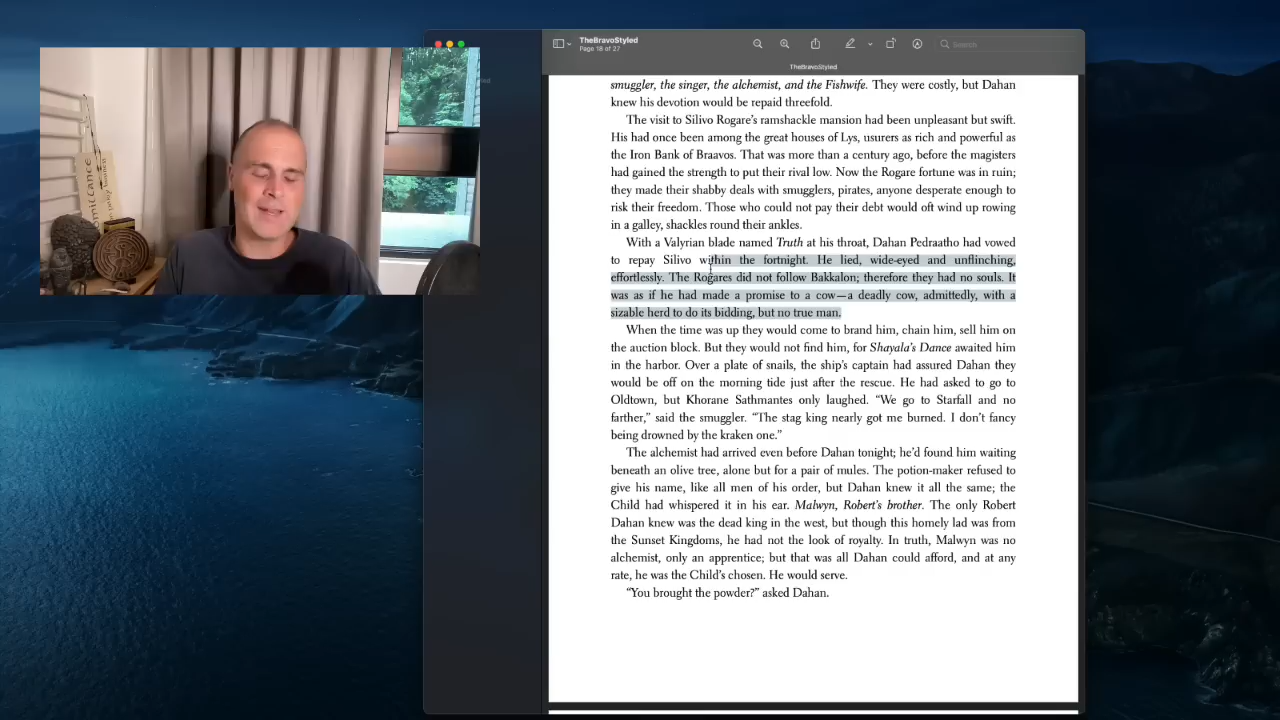 TheBravoStyled
Page 18 of 27
Search
TheBravoStyled
smuggler, the singer, the alchemist, and the Fishwife. They were costly, but Dahan
knew his devotion would be repaid threefold.
The visit to Silivo Rogare’s ramshackle mansion had been unpleasant but swift.
His had once been among the great houses of Lys, usurers as rich and powerful as
the Iron Bank of Braavos. That was more than a century ago, before the magisters
had gained the strength to put their rival low. Now the Rogare fortune was in ruin;
they made their shabby deals with smugglers, pirates, anyone desperate enough to
risk their freedom. Those who could not pay their debt would oft wind up rowing
in a galley, shackles round their ankles.
With a Valyrian blade named Truth at his throat, Dahan Pedraatho had vowed
to repay Silivo within the fortnight. He lied, wide-eyed and unflinching,
effortlessly. The Rogares did not follow Bakkalon; therefore they had no souls. It
was as if he had made a promise to a cow—a deadly cow, admittedly, with a
sizable herd to do its bidding, but no true man.
When the time was up they would come to brand him, chain him, sell him on
the auction block. But they would not find him, for Shayala’s Dance awaited him
in the harbor. Over a plate of snails, the ship’s captain had assured Dahan they
would be off on the morning tide just after the rescue. He had asked to go to
Oldtown, but Khorane Sathmantes only laughed. “We go to Starfall and no
farther,” said the smuggler. “The stag king nearly got me burned. I don’t fancy
being drowned by the kraken one.”
The alchemist had arrived even before Dahan tonight; he’d found him waiting
beneath an olive tree, alone but for a pair of mules. The potion-maker refused to
give his name, like all men of his order, but Dahan knew it all the same; the
Child had whispered it in his ear. Malwyn, Robert’s brother. The only Robert
Dahan knew was the dead king in the west, but though this homely lad was from
the Sunset Kingdoms, he had not the look of royalty. In truth, Malwyn was no
alchemist, only an apprentice; but that was all Dahan could afford, and at any
rate, he was the Child’s chosen. He would serve.
“You brought the powder?” asked Dahan.